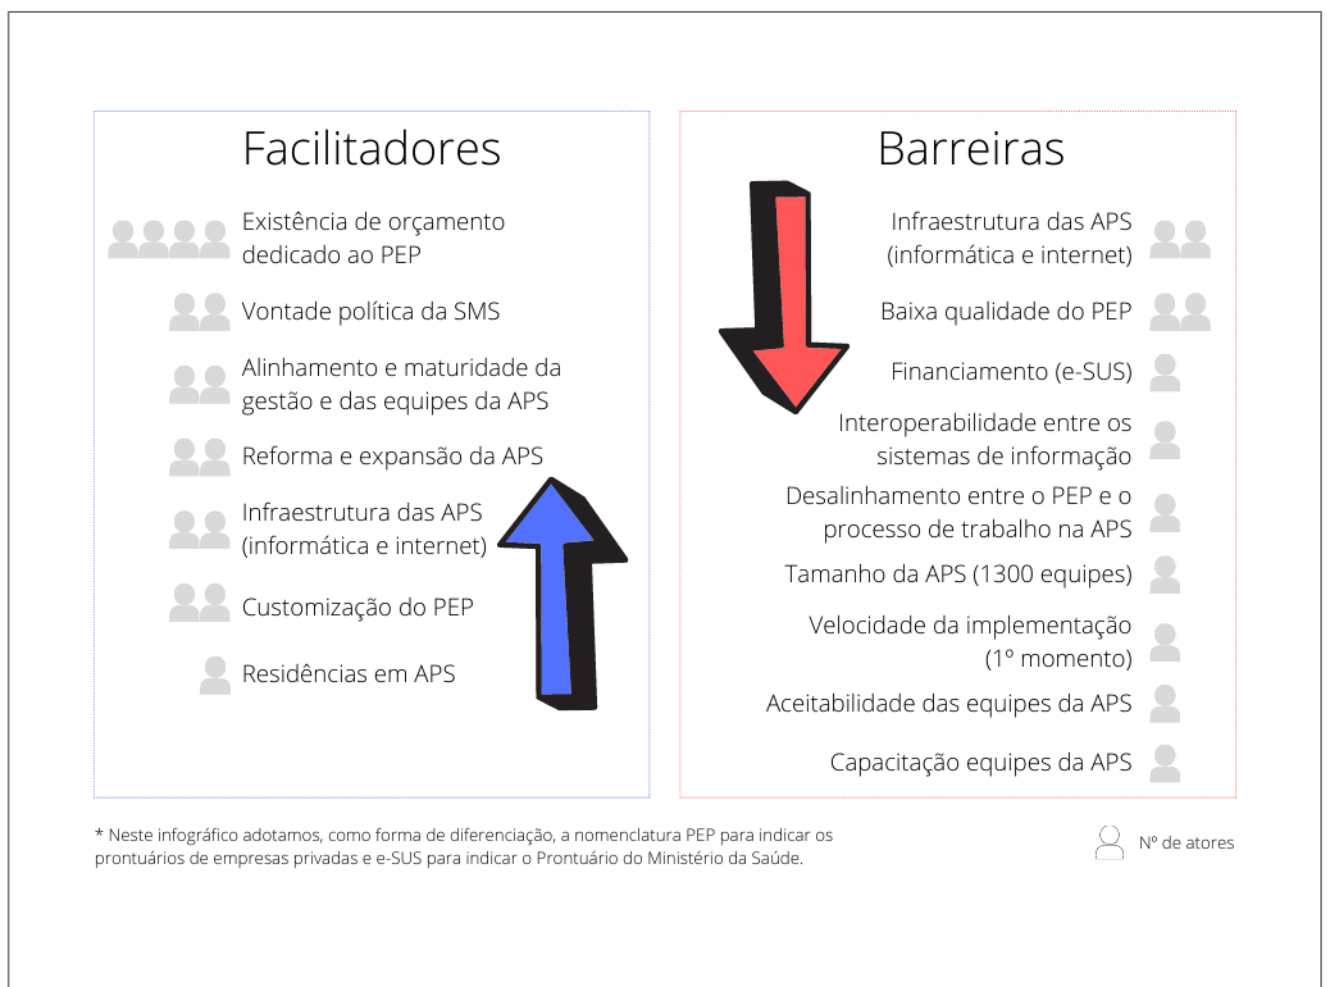 Facilitadores
Existência de orçamento
dedicado ao PEP
Vontade política da SMS
Alinhamento e maturidade da
gestão e das equipes da APS
Reforma e expansão da APS
Infraestrutura das APS
(informática e internet)
Customização do PEP
Residências em APS
Barreiras
Infraestrutura das APS
(informática e internet)
Baixa qualidade do PEP
Financiamento (e-SUS)
Interoperabilidade entre os
sistemas de informação
Desalinhamento entre o PEP e o
processo de trabalho na APS
Tamanho da APS (1300 equipes)
Velocidade da implementação
(1º momento)
Aceitabilidade das equipes da APS
Capacitação equipes da APS
* Neste infográfico adotamos, como forma de diferenciação, a nomenclatura PEP para indicar os
prontuários de empresas privadas e e-SUS para indicar o Prontuário do Ministério da Saúde.
Nº de atores